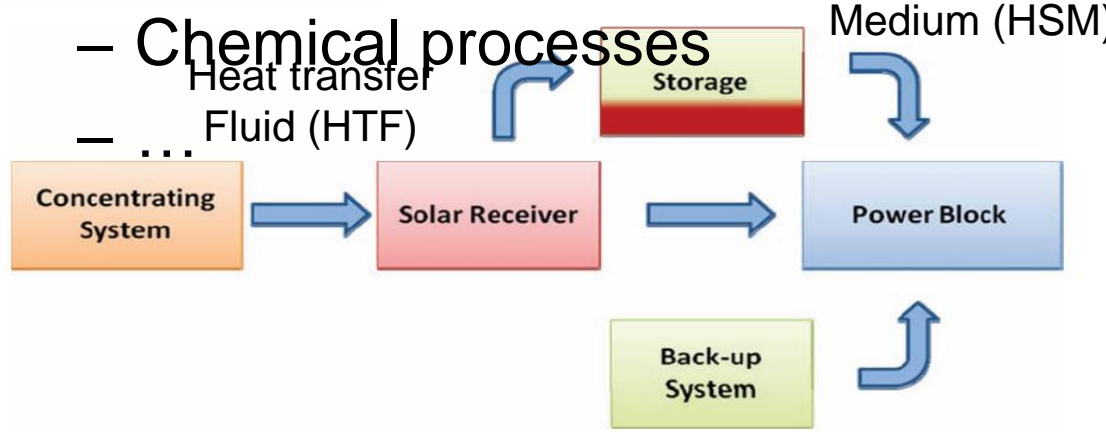 – Chemical processes
– ...
Medium (HSM)
Heat transfer
Fluid (HTF)
Storage
Concentrating
System
Solar Receiver
Power Block
Back-up
System